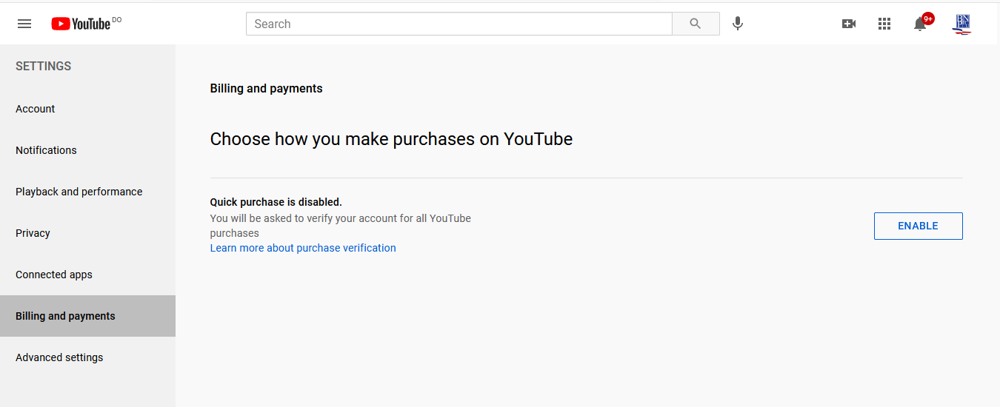 YouTube DO
Search
9+
SETTINGS
Account
Notifications
Playback and performance
Privacy
Connected apps
Billing and payments
Advanced settings
Billing and payments
Choose how you make purchases on YouTube
Quick purchase is disabled.
You will be asked to verify your account for all YouTube
purchases
Learn more about purchase verification
ENABLE